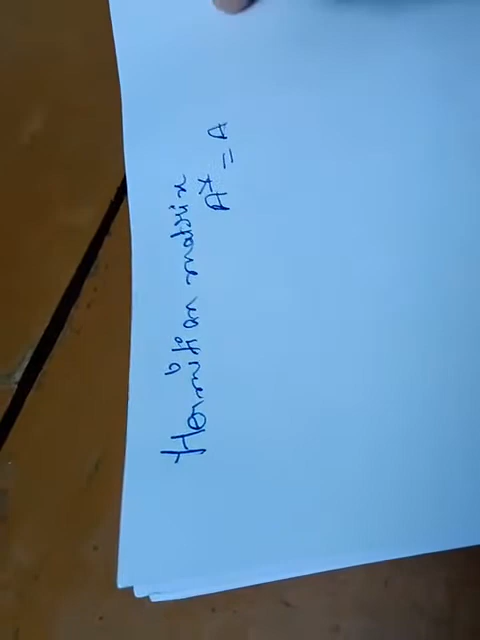 Hermitian matrix
A* = A